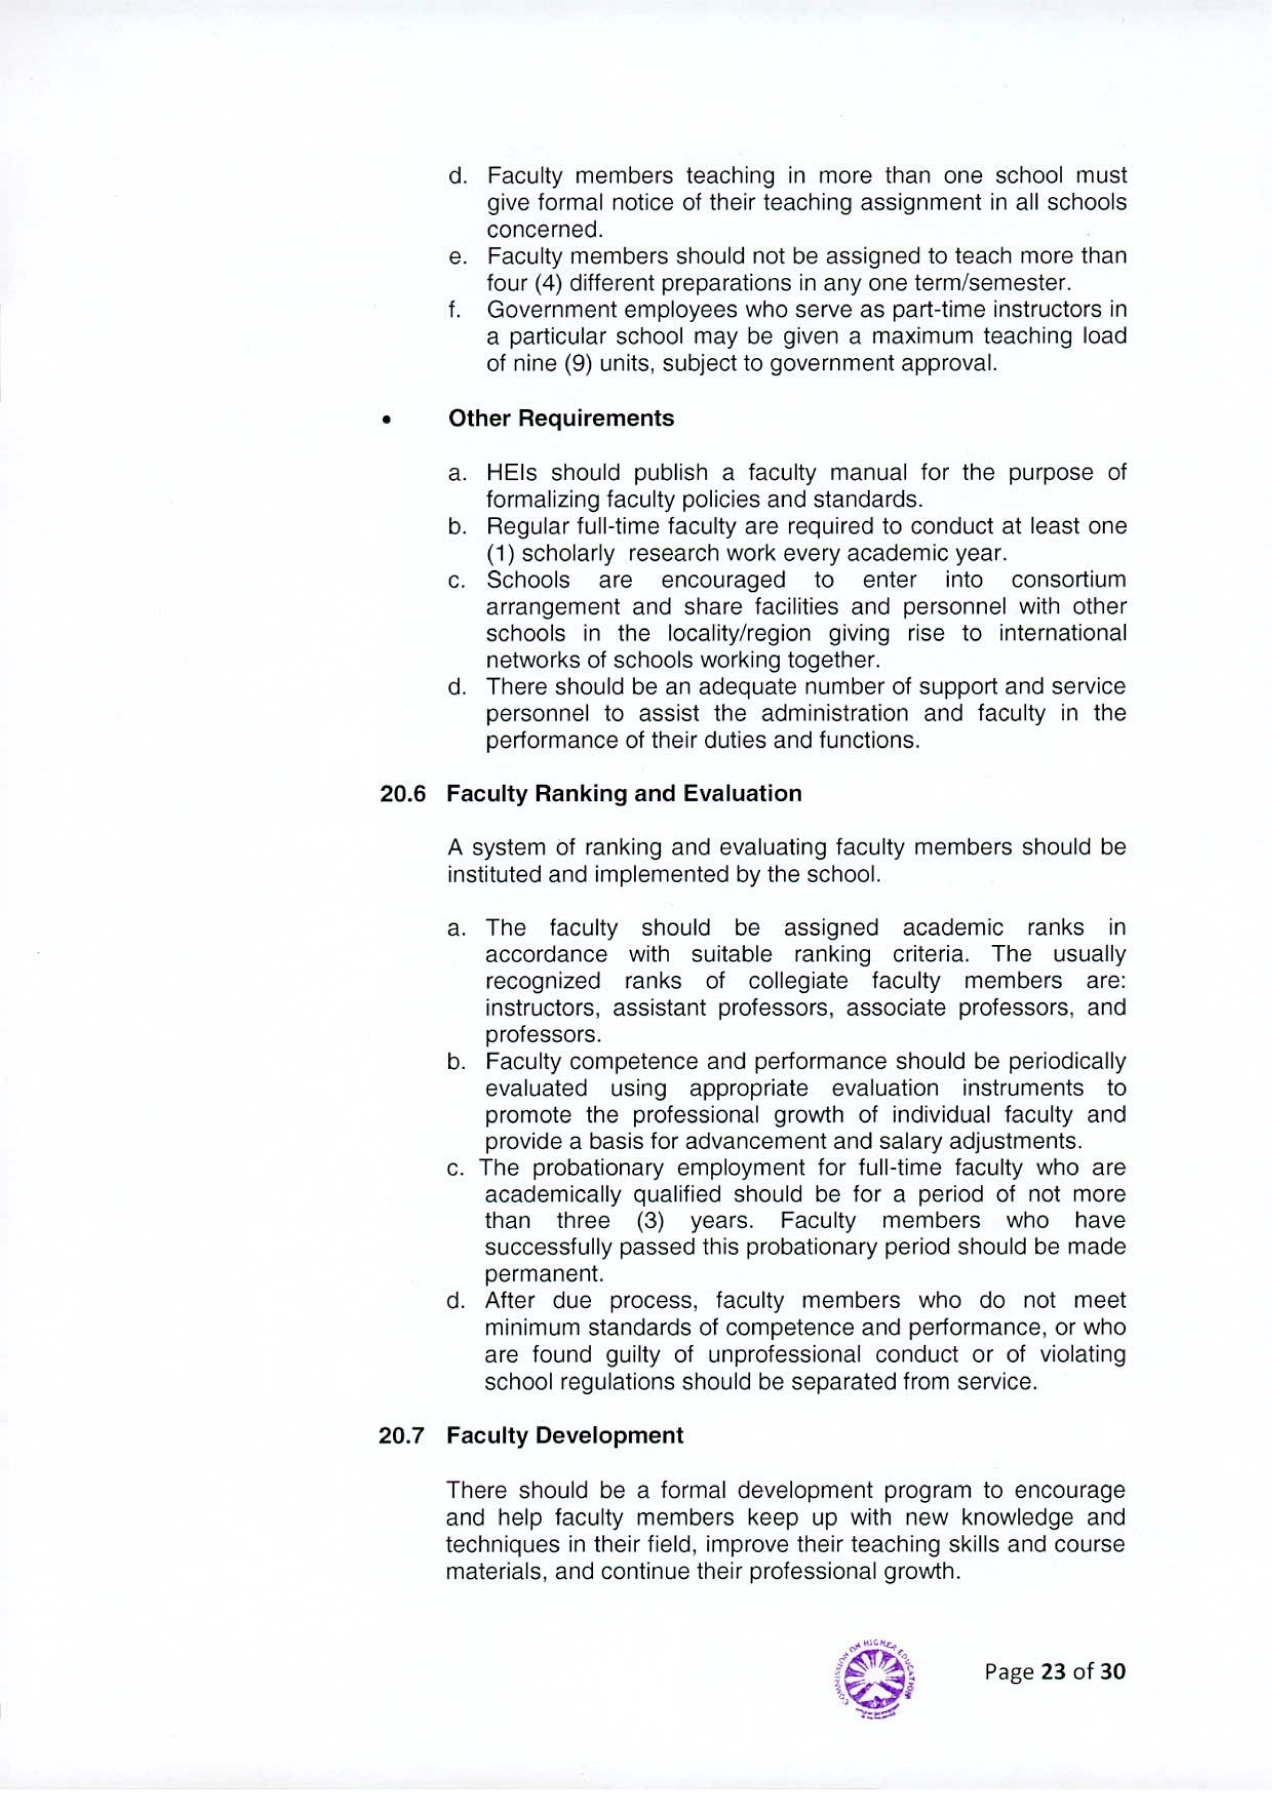 d. Faculty members teaching in more than one school must
give formal notice of their teaching assignment in all schools
concerned.
e. Faculty members should not be assigned to teach more than
four (4) different preparations in any one term/semester.
f. Government employees who serve as part-time instructors in
a particular school may be given a maximum teaching load
of nine (9) units, subject to government approval.
• Other Requirements
a. HEIs should publish a faculty manual for the purpose of
formalizing faculty policies and standards.
b. Regular full-time faculty are required to conduct at least one
(1) scholarly research work every academic year.
c. Schools are encouraged to enter into consortium
arrangement and share facilities and personnel with other
schools in the locality/region giving rise to international
networks of schools working together.
d. There should be an adequate number of support and service
personnel to assist the administration and faculty in the
performance of their duties and functions.
20.6 Faculty Ranking and Evaluation
A system of ranking and evaluating faculty members should be
instituted and implemented by the school.
a. The faculty should be assigned academic ranks in
accordance with suitable ranking criteria. The usually
recognized ranks of collegiate faculty members are:
instructors, assistant professors, associate professors, and
professors.
b. Faculty competence and performance should be periodically
evaluated using appropriate evaluation instruments to
promote the professional growth of individual faculty and
provide a basis for advancement and salary adjustments.
c. The probationary employment for full-time faculty who are
academically qualified should be for a period of not more
than three (3) years. Faculty members who have
successfully passed this probationary period should be made
permanent.
d. After due process, faculty members who do not meet
minimum standards of competence and performance, or who
are found guilty of unprofessional conduct or of violating
school regulations should be separated from service.
20.7 Faculty Development
There should be a formal development program to encourage
and help faculty members keep up with new knowledge and
techniques in their field, improve their teaching skills and course
materials, and continue their professional growth.
COMMISSION ON HIGHER EDUCATION
Page 23 of 30